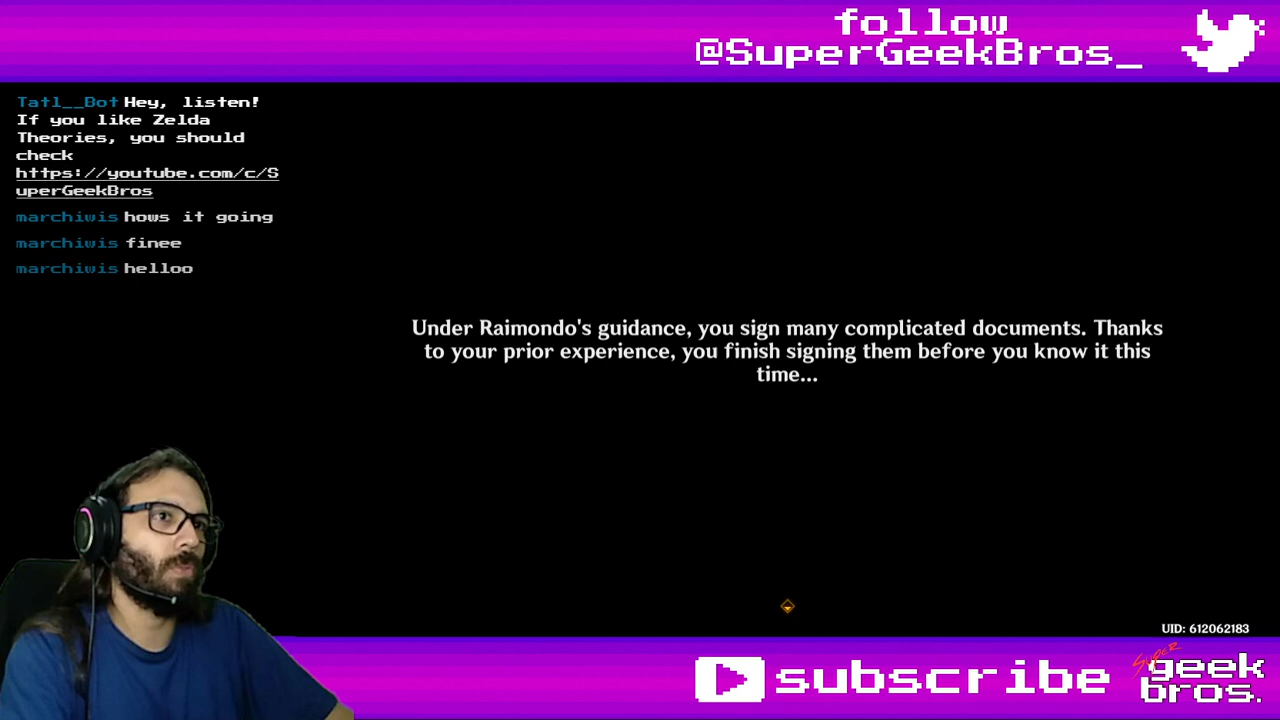 follow
@SuperGeekBros_
Tatl__Bot Hey, listen!
If you like Zelda
Theories, you should
check
https://youtube.com/c/S
uperGeekBros
marchiwis hows it going
marchiwis finee
marchiwis helloo
Under Raimondo's guidance, you sign many complicated documents. Thanks
to your prior experience, you finish signing them before you know it this
time...
UID: 612062183
subscribe
super
geek
bros.